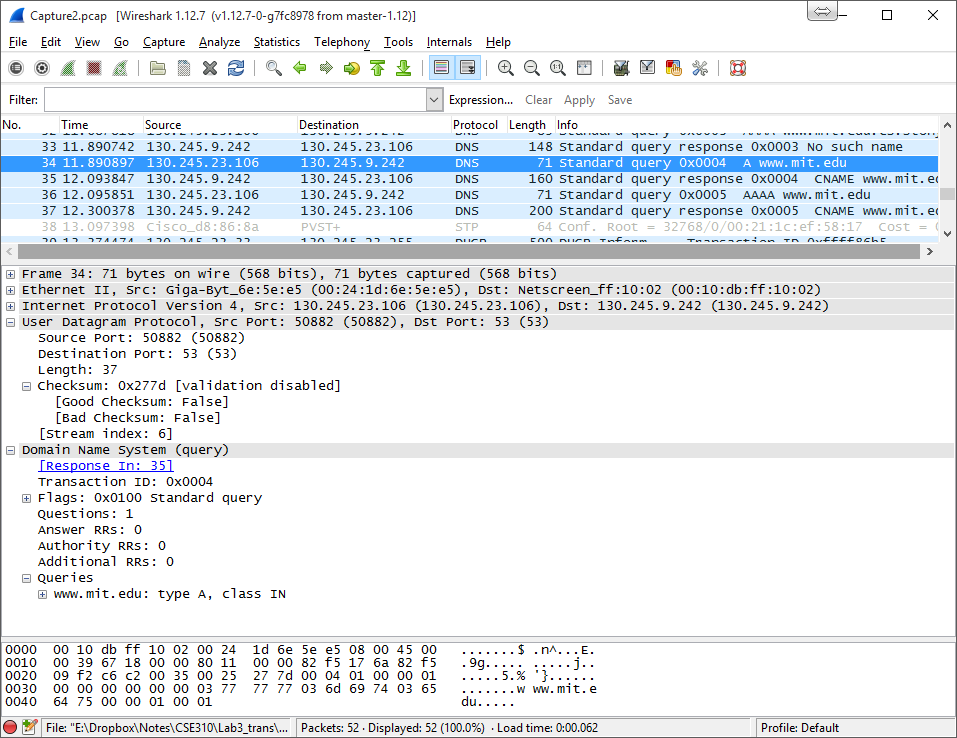 Capture2.pcap [Wireshark 1.12.7 (v1.12.7-0-g7fc8978 from master-1.12)]
File Edit View Go Capture Analyze Statistics Telephony Tools Internals Help
Filter: Expression... Clear Apply Save
No. Time Source Destination Protocol Length Info
33 11.890742 130.245.9.242 130.245.23.106 DNS 148 Standard query response 0x0003 No such name
34 11.890897 130.245.23.106 130.245.9.242 DNS 71 Standard query 0x0004 A www.mit.edu
35 12.093847 130.245.9.242 130.245.23.106 DNS 160 Standard query response 0x0004 CNAME www.mit.ed
36 12.095851 130.245.23.106 130.245.9.242 DNS 71 Standard query 0x0005 AAAA www.mit.edu
37 12.300378 130.245.9.242 130.245.23.106 DNS 200 Standard query response 0x0005 CNAME www.mit.ed
38 13.097398 Cisco_d8:86:8a PVST+ STP 64 Conf. Root = 32768/0/00:21:1c:ef:58:17 Cost = 0
Frame 34: 71 bytes on wire (568 bits), 71 bytes captured (568 bits)
Ethernet II, Src: Giga-Byt_6e:5e:e5 (00:24:1d:6e:5e:e5), Dst: Netscreen_ff:10:02 (00:10:db:ff:10:02)
Internet Protocol Version 4, Src: 130.245.23.106 (130.245.23.106), Dst: 130.245.9.242 (130.245.9.242)
User Datagram Protocol, Src Port: 50882 (50882), Dst Port: 53 (53)
Source Port: 50882 (50882)
Destination Port: 53 (53)
Length: 37
Checksum: 0x277d [validation disabled]
[Good Checksum: False]
[Bad Checksum: False]
[Stream index: 6]
Domain Name System (query)
[Response In: 35]
Transaction ID: 0x0004
Flags: 0x0100 Standard query
Questions: 1
Answer RRs: 0
Authority RRs: 0
Additional RRs: 0
Queries
www.mit.edu: type A, class IN
0000 00 10 db ff 10 02 00 24 1d 6e 5e e5 08 00 45 00 .......$ .n^...E.
0010 00 39 67 18 00 00 80 11 00 00 82 f5 17 6a 82 f5 .9g..... .....j..
0020 09 f2 c6 c2 00 35 00 25 27 7d 00 04 01 00 00 01 .....5.% '}......
0030 00 00 00 00 00 00 03 77 77 77 03 6d 69 74 03 65 .......w ww.mit.e
0040 64 75 00 00 01 00 01 du.....
File: "E:\Dropbox\Notes\CSE310\Lab3_trans\... Packets: 52 · Displayed: 52 (100.0%) · Load time: 0:00.062 Profile: Default